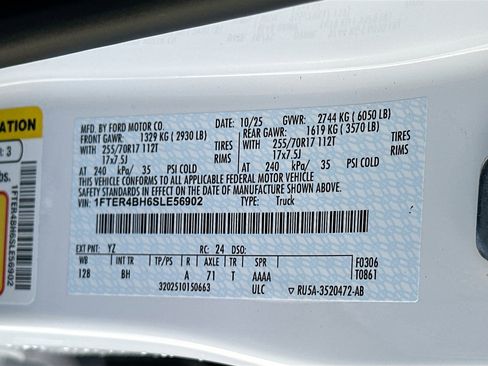 MFD. BY FORD MOTOR CO.
DATE: 10/25 GVWR: 2744 KG ( 6050 LB)
FRONT GAWR: 1329 KG ( 2930 LB)
REAR GAWR: 1619 KG ( 3570 LB)
WITH 255/70R17 112T TIRES
WITH 255/70R17 112T TIRES
17x7.5J RIMS
17x7.5J RIMS
AT 240 kPa/ 35 PSI COLD
AT 240 kPa/ 35 PSI COLD
THIS VEHICLE CONFORMS TO ALL APPLICABLE FEDERAL MOTOR VEHICLE
SAFETY STANDARDS IN EFFECT ON THE DATE OF MANUFACTURE SHOWN ABOVE.
VIN: 1FTER4BH6SLE56902 TYPE: Truck
EXT PNT: YZ RC: 24 DSO:
WB INT TR TP/PS R AXLE TR SPR F0306
128 BH A 71 T AAAA T0861
3202510150663 ULC ▽ RU5A-3520472-AB
ATION
R: 3
lbs.
1FTER4BH6SLE56902